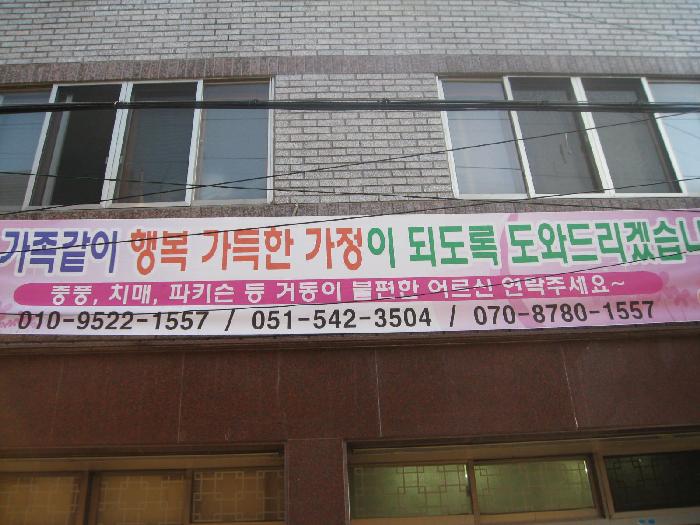 가족같이 행복 가득한 가정이 되도록 도와드리겠습니
중풍, 치매, 파키슨 등 거동이 불편한 어르신 연락주세요~
010-9522-1557 / 051-542-3504 / 070-8780-1557